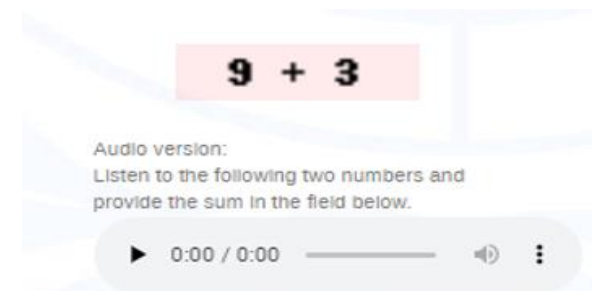 9 + 3
Audio version:
Listen to the following two numbers and
provide the sum in the field below.
0:00 / 0:00